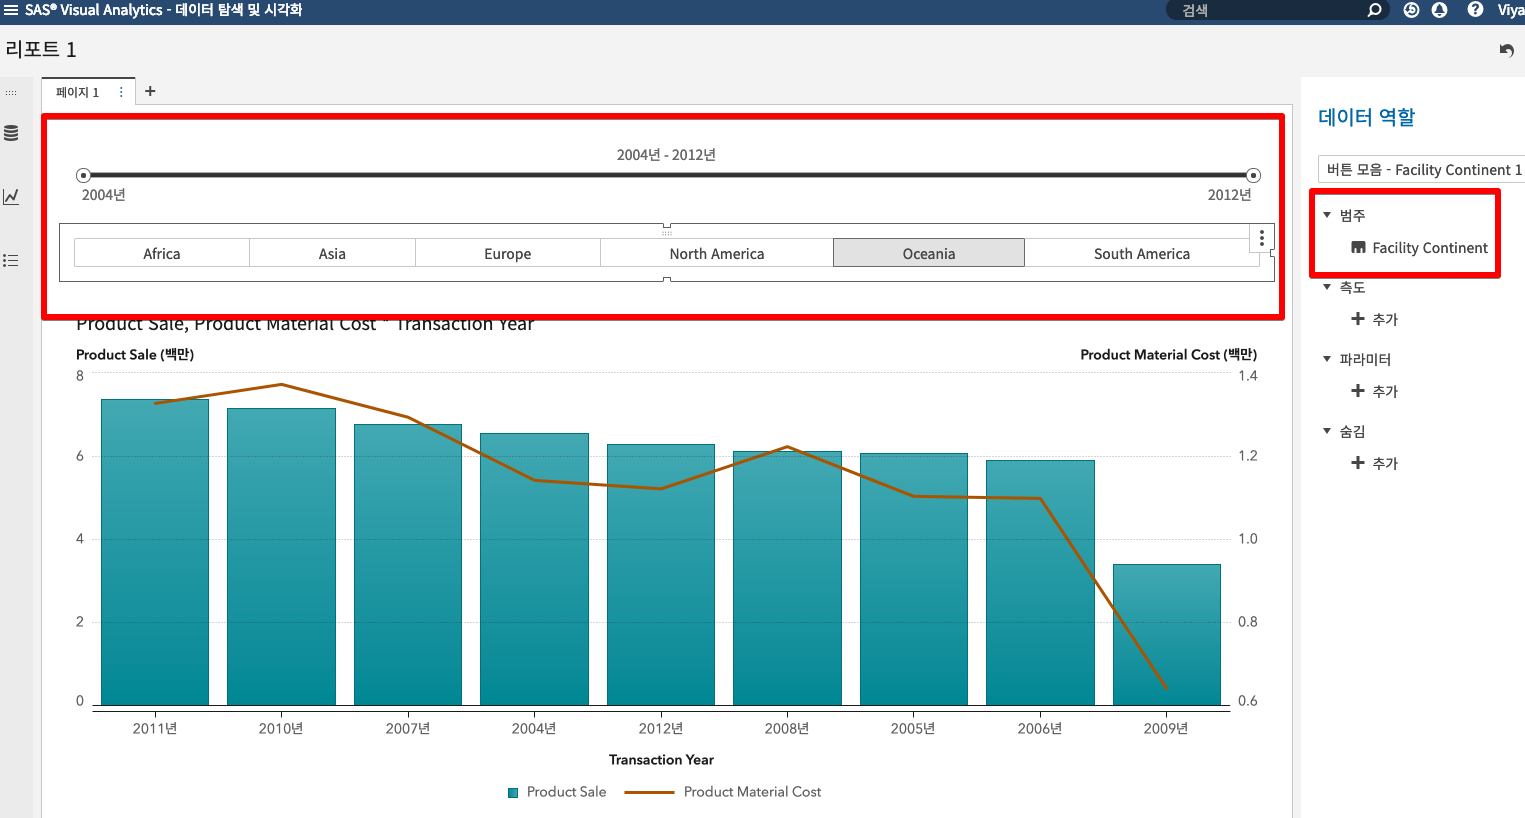 SAS® Visual Analytics - 데이터 탐색 및 시각화
검색
Viya
리포트 1
페이지 1
2004년 - 2012년
2004년
2012년
Africa
Asia
Europe
North America
Oceania
South America
Product Sale, Product Material Cost * Transaction Year
Product Sale (백만)
Product Material Cost (백만)
8
6
4
2
0
1.4
1.2
1.0
0.8
0.6
2011년
2010년
2007년
2004년
2012년
2008년
2005년
2006년
2009년
Transaction Year
Product Sale
Product Material Cost
데이터 역할
버튼 모음 - Facility Continent 1
범주
Facility Continent
측도
추가
파라미터
추가
숨김
추가